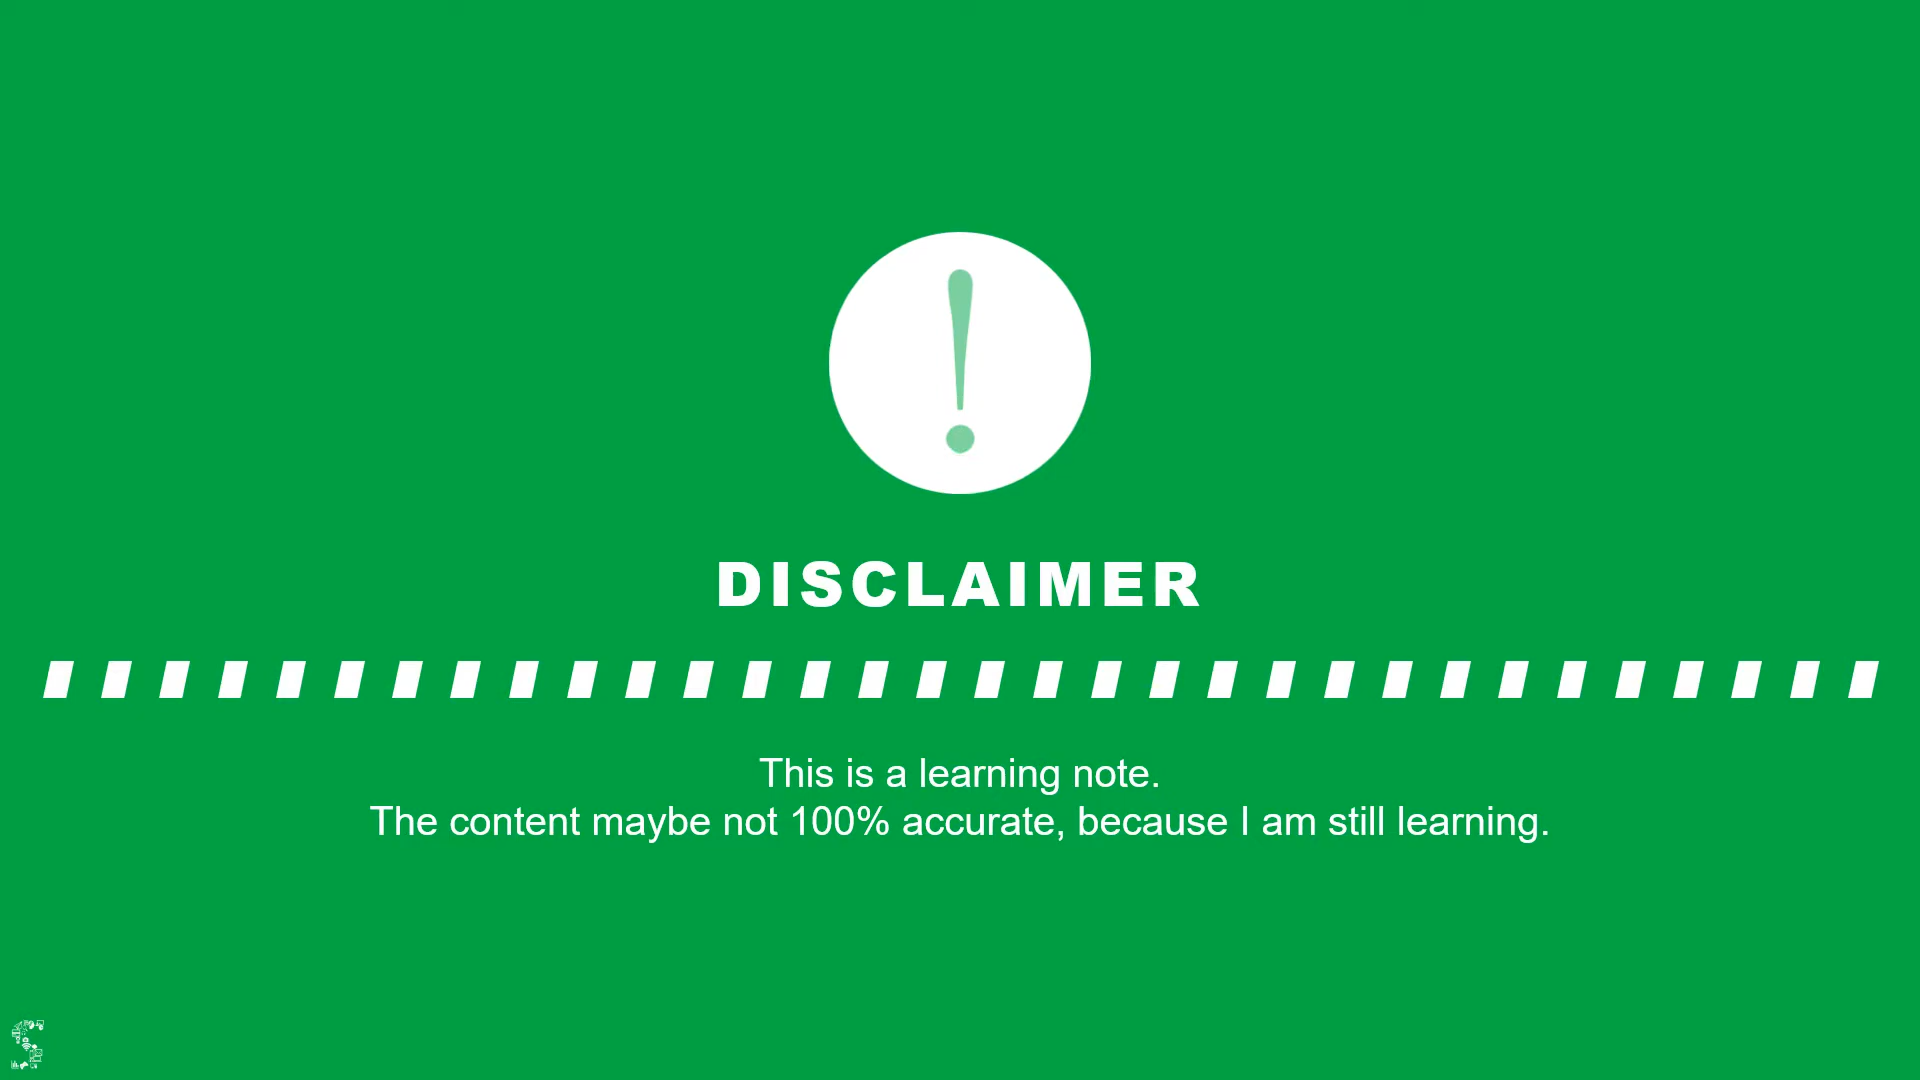 DISCLAIMER
This is a learning note.
The content maybe not 100% accurate, because I am still learning.